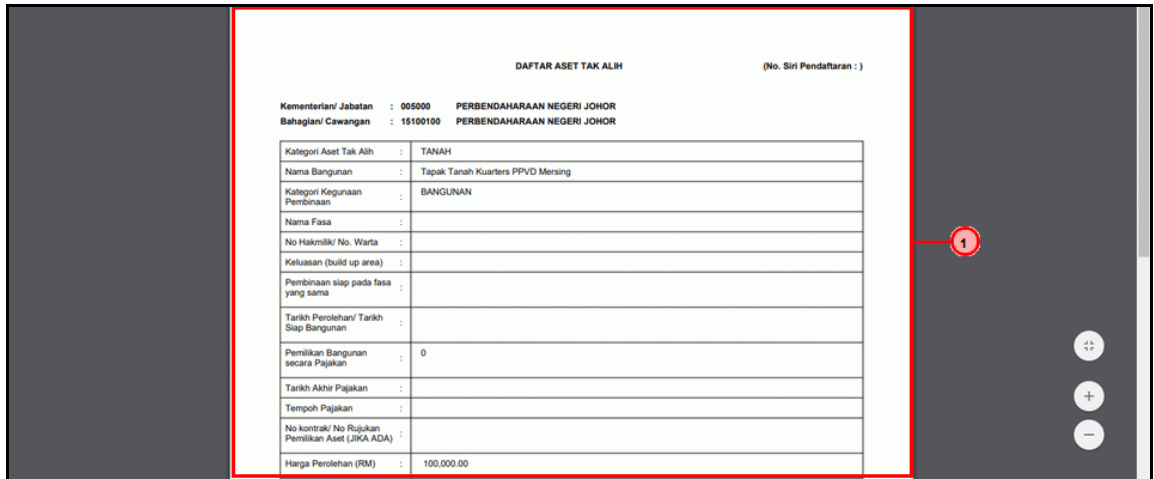 DAFTAR ASET TAK ALIH (No. Siri Pendaftaran : )
Kementerian/ Jabatan : 005000 PERBENDAHARAAN NEGERI JOHOR
Bahagian/ Cawangan : 15100100 PERBENDAHARAAN NEGERI JOHOR
Kategori Aset Tak Alih : TANAH
Nama Bangunan : Tapak Tanah Kuarters PPVD Mersing
Kategori Kegunaan
Pembinaan : BANGUNAN
Nama Fasa :
No Hakmilik/ No. Warta :
1
Keluasan (build up area) :
Pembinaan siap pada fasa
yang sama :
Tarikh Perolehan/ Tarikh
Siap Bangunan :
Pemilikan Bangunan
secara Pajakan : 0
Tarikh Akhir Pajakan :
Tempoh Pajakan :
No kontrak/ No Rujukan
Pemilikan Aset (JIKA ADA) :
Harga Perolehan (RM) : 100,000.00